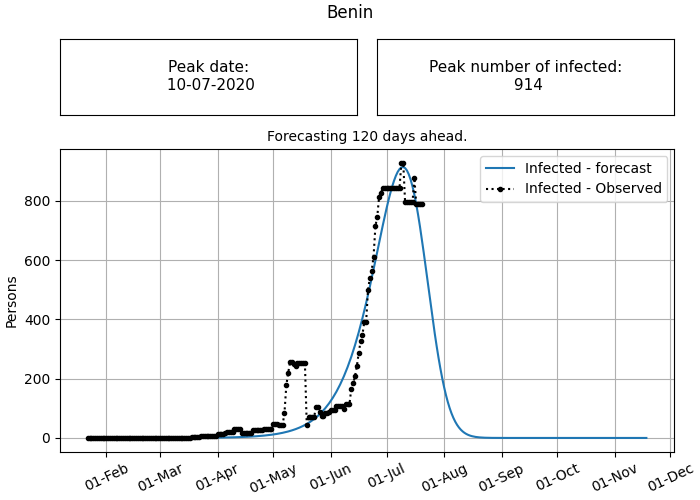 Benin
Peak date:
10-07-2020
Peak number of infected:
914
Forecasting 120 days ahead.
Infected - forecast
Infected - Observed
Persons
800
600
400
200
0
01-Feb
01-Mar
01-Apr
01-May
01-Jun
01-Jul
01-Aug
01-Sep
01-Oct
01-Nov
01-Dec